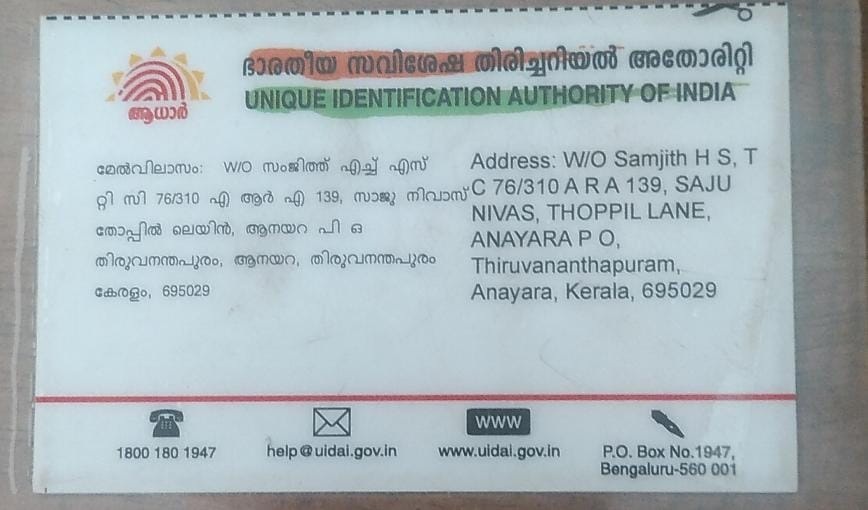 ഭാരതീയ സവിശേഷ തിരിച്ചറിയൽ അതോരിറ്റി
UNIQUE IDENTIFICATION AUTHORITY OF INDIA
ആധാർ
മേൽവിലാസം: W/O സംജിത്ത് എച്ച് എസ്
റ്റി സി 76/310 എ ആർ എ 139, സാജു നിവാസ്
തോപ്പിൽ ലെയിൻ, ആനയറ പി ഒ
തിരുവനന്തപുരം, ആനയറ, തിരുവനന്തപുരം
കേരളം, 695029
Address: W/O Samjith H S, T
C 76/310 A R A 139, SAJU
NIVAS, THOPPIL LANE,
ANAYARA P O,
Thiruvananthapuram,
Anayara, Kerala, 695029
1800 180 1947
help@uidai.gov.in
WWW
www.uidai.gov.in
P.O. Box No.1947,
Bengaluru-560 001